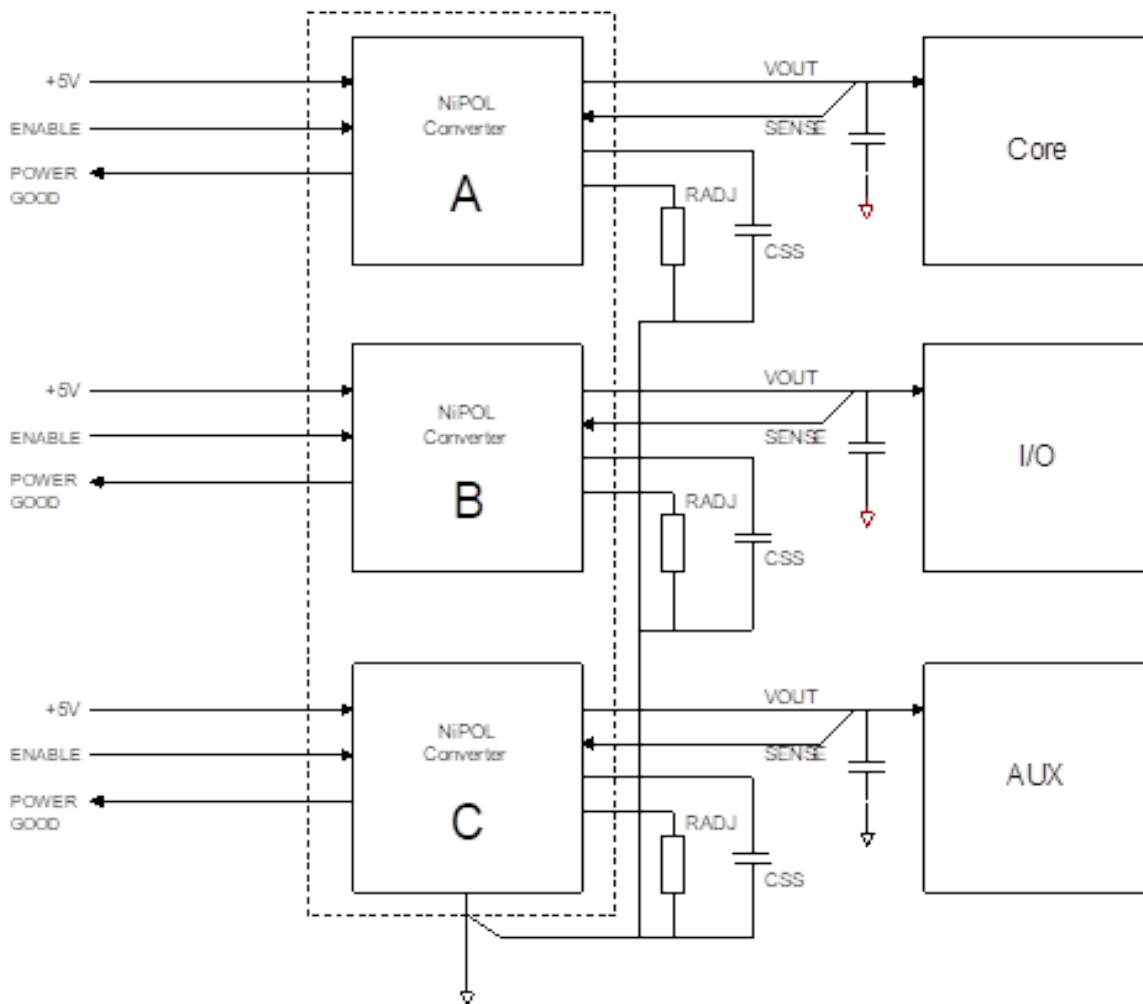 +5V
ENABLE
POWER
GOOD
NiPOL
Converter
A
VOUT
SENSE
RADJ
CSS
Core
+5V
ENABLE
POWER
GOOD
NiPOL
Converter
B
VOUT
SENSE
RADJ
CSS
I/O
+5V
ENABLE
POWER
GOOD
NiPOL
Converter
C
VOUT
SENSE
RADJ
CSS
AUX